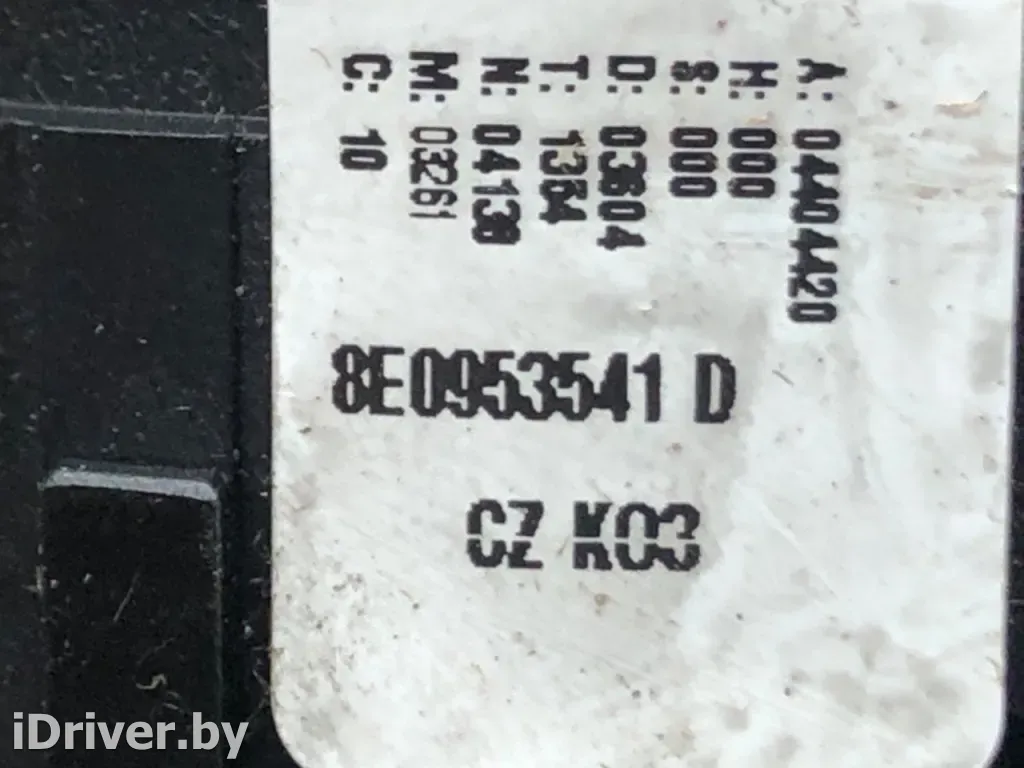 A: 04404420
H: 000
S: 000
D: 03604
T: 1364
N: 04138
M: 03261
C: 10
8E0953541 D
CZ K03
iDriver.by